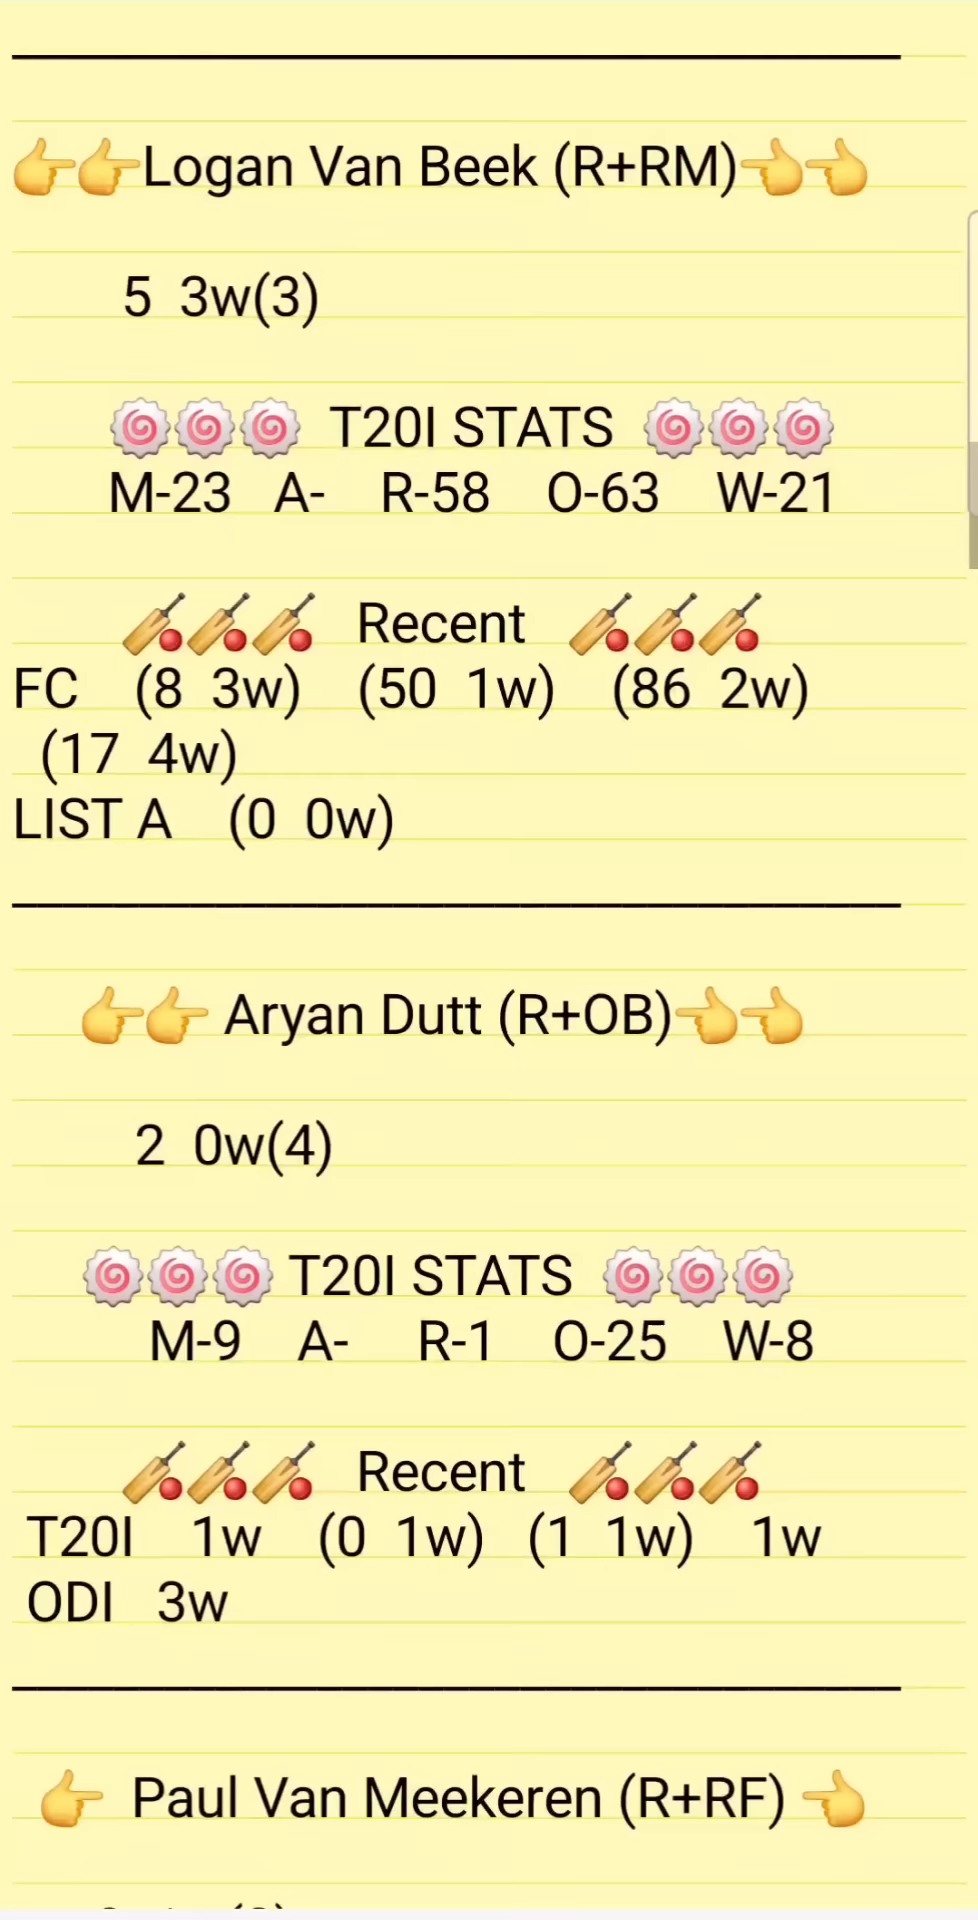 👉👉Logan Van Beek (R+RM)👈👈
5 3w(3)
🍥🍥🍥 T20I STATS 🍥🍥🍥
M-23 A- R-58 O-63 W-21
🏏🏏🏏 Recent 🏏🏏🏏
FC (8 3w) (50 1w) (86 2w)
(17 4w)
LIST A (0 0w)
👉👉 Aryan Dutt (R+OB)👈👈
2 0w(4)
🍥🍥🍥 T20I STATS 🍥🍥🍥
M-9 A- R-1 O-25 W-8
🏏🏏🏏 Recent 🏏🏏🏏
T20I 1w (0 1w) (1 1w) 1w
ODI 3w
👉 Paul Van Meekeren (R+RF) 👈